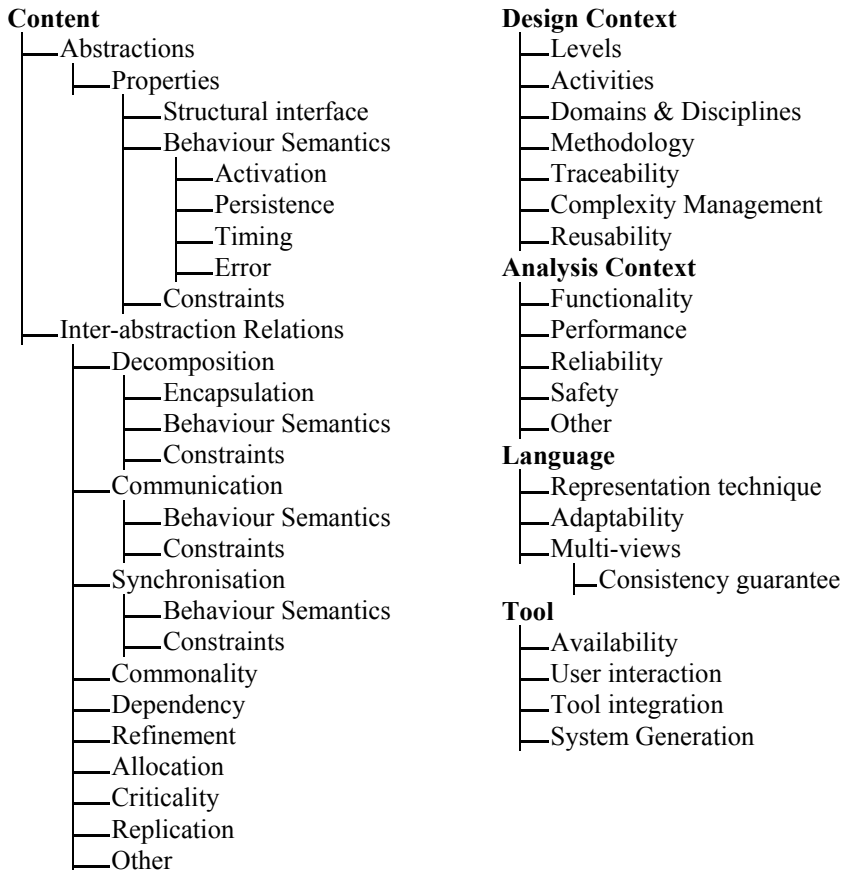 Content
Abstractions
Properties
Structural interface
Behaviour Semantics
Activation
Persistence
Timing
Error
Constraints
Inter-abstraction Relations
Decomposition
Encapsulation
Behaviour Semantics
Constraints
Communication
Behaviour Semantics
Constraints
Synchronisation
Behaviour Semantics
Constraints
Commonality
Dependency
Refinement
Allocation
Criticality
Replication
Other
Design Context
Levels
Activities
Domains & Disciplines
Methodology
Traceability
Complexity Management
Reusability
Analysis Context
Functionality
Performance
Reliability
Safety
Other
Language
Representation technique
Adaptability
Multi-views
Consistency guarantee
Tool
Availability
User interaction
Tool integration
System Generation